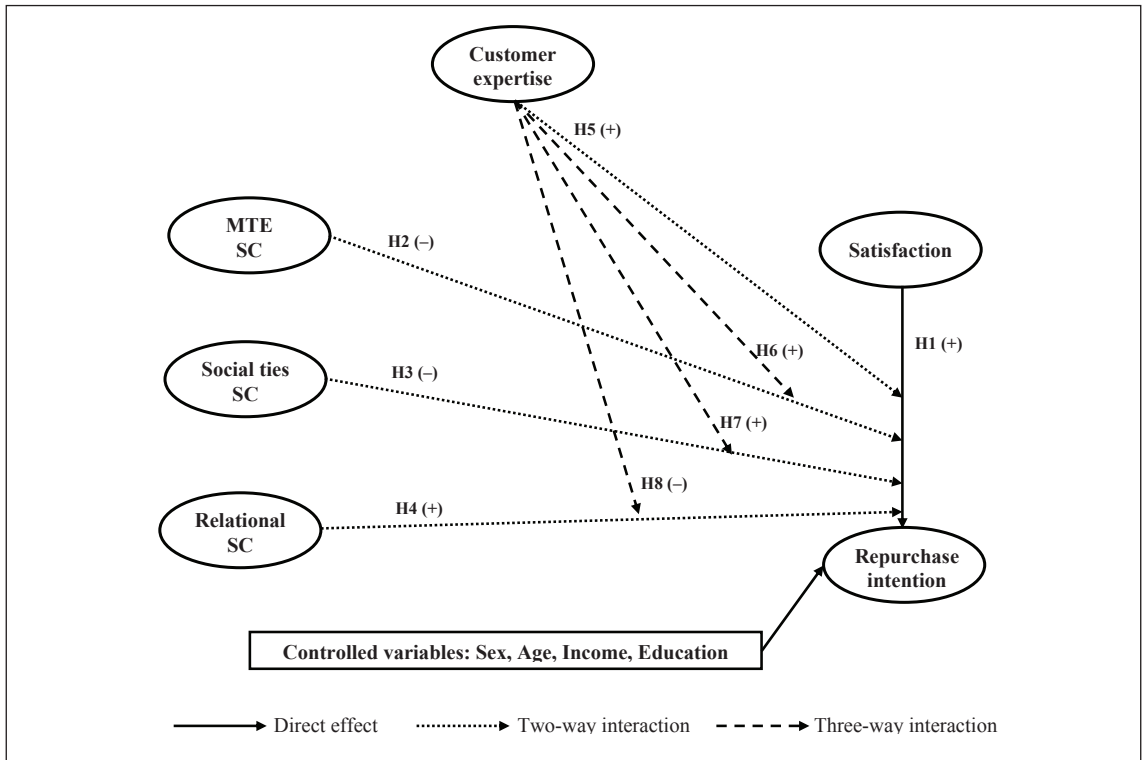 Customer
expertise
H5 (+)
MTE
SC
H2 (–)
Satisfaction
H1 (+)
H6 (+)
Social ties
SC
H3 (–)
H7 (+)
H8 (–)
Relational
SC
H4 (+)
Repurchase
intention
Controlled variables: Sex, Age, Income, Education
Direct effect
Two-way interaction
Three-way interaction